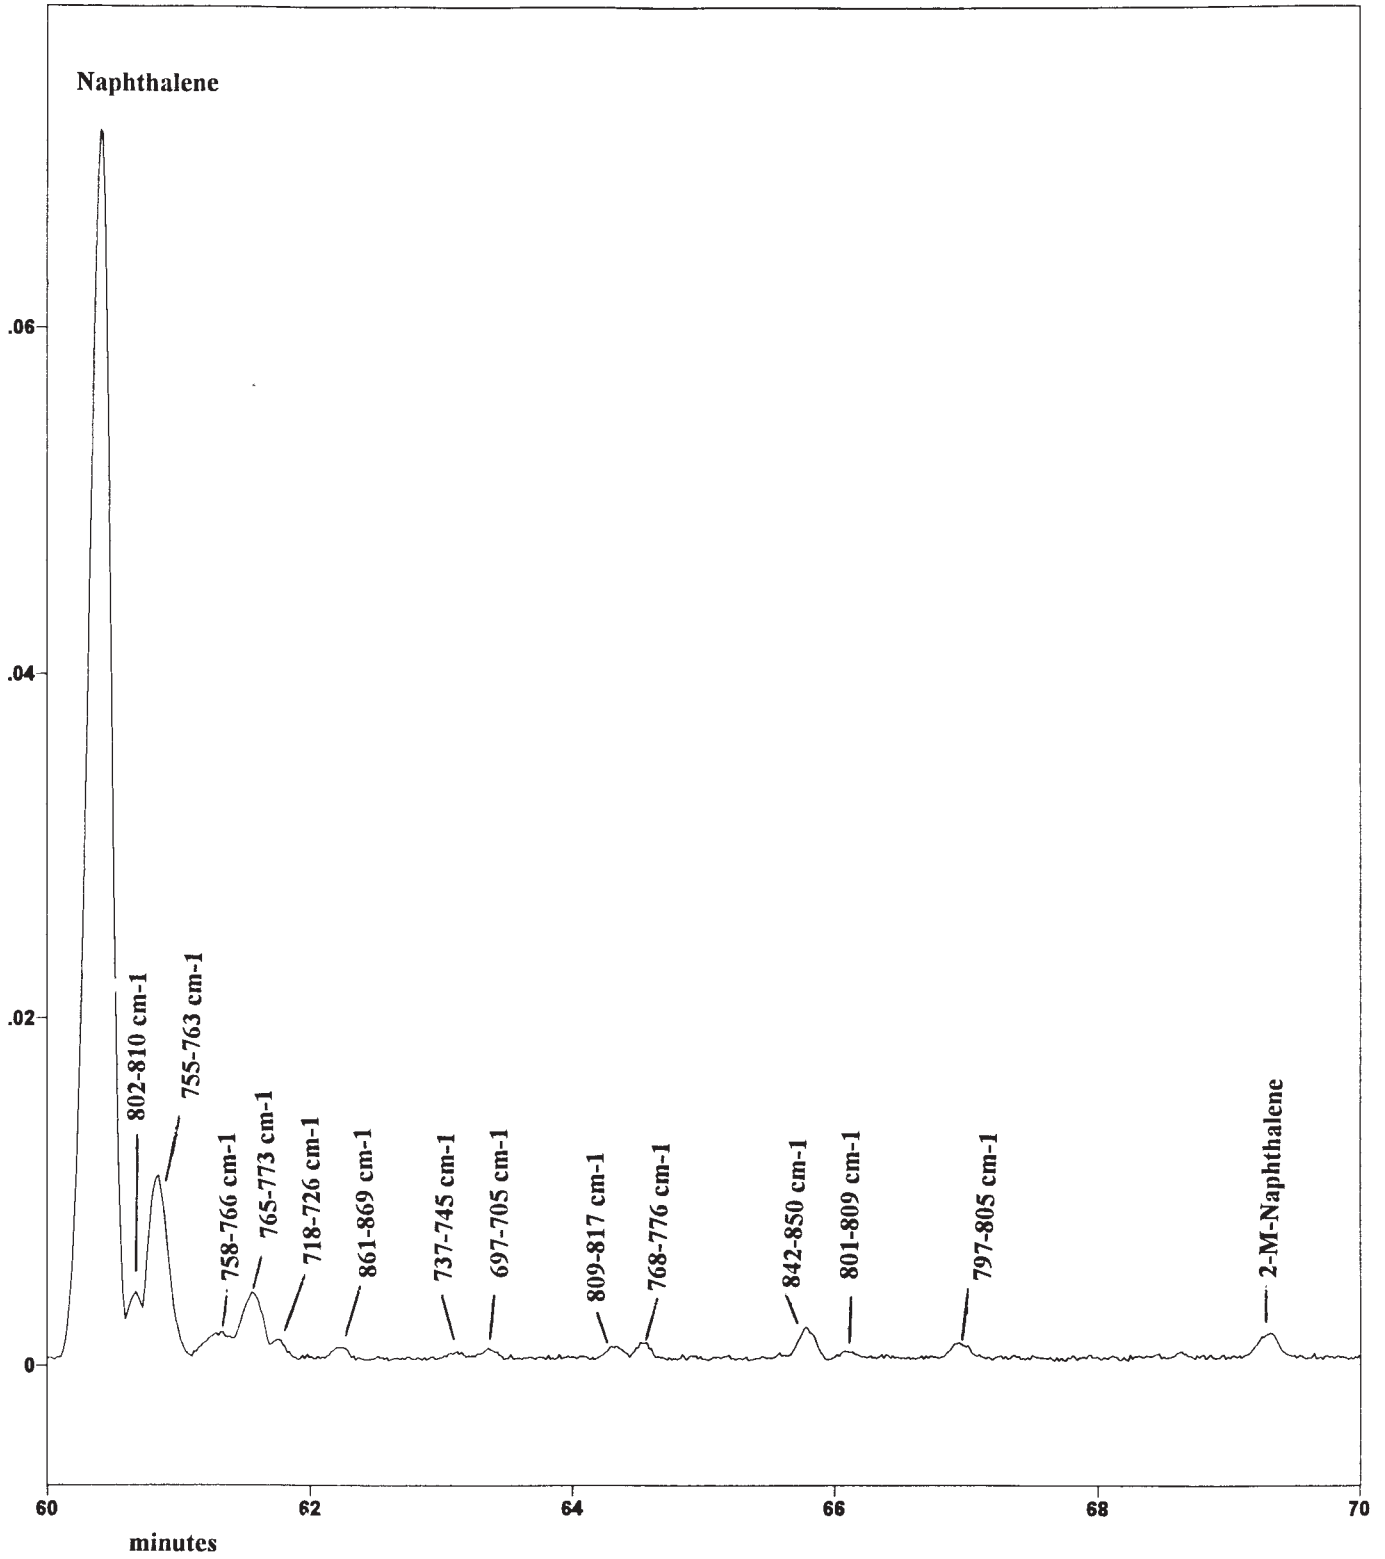 Naphthalene
.06
.04
.02
0
802-810 cm-1
755-763 cm-1
758-766 cm-1
765-773 cm-1
718-726 cm-1
861-869 cm-1
737-745 cm-1
697-705 cm-1
809-817 cm-1
768-776 cm-1
842-850 cm-1
801-809 cm-1
797-805 cm-1
2-M-Naphthalene
60 62 64 66 68 70
minutes